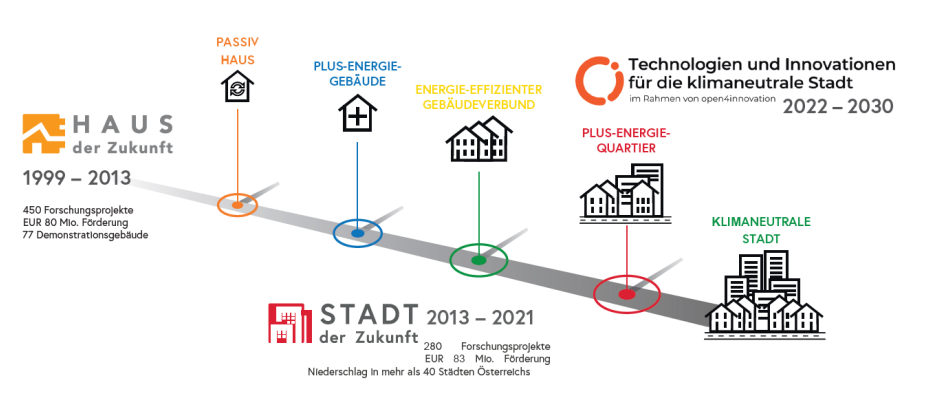 PASSIV
HAUS
PLUS-ENERGIE-
GEBÄUDE
ENERGIE-EFFIZIENTER
GEBÄUDEVERBUND
Technologien und Innovationen
für die klimaneutrale Stadt
im Rahmen von open4innovation
2022 – 2030
PLUS-ENERGIE-
QUARTIER
HAUS
der Zukunft
1999 – 2013
450 Forschungsprojekte
EUR 80 Mio. Förderung
77 Demonstrationsgebäude
KLIMANEUTRALE
STADT
STADT
der Zukunft
2013 – 2021
280 Forschungsprojekte
EUR 83 Mio. Förderung
Niederschlag in mehr als 40 Städten Österreichs